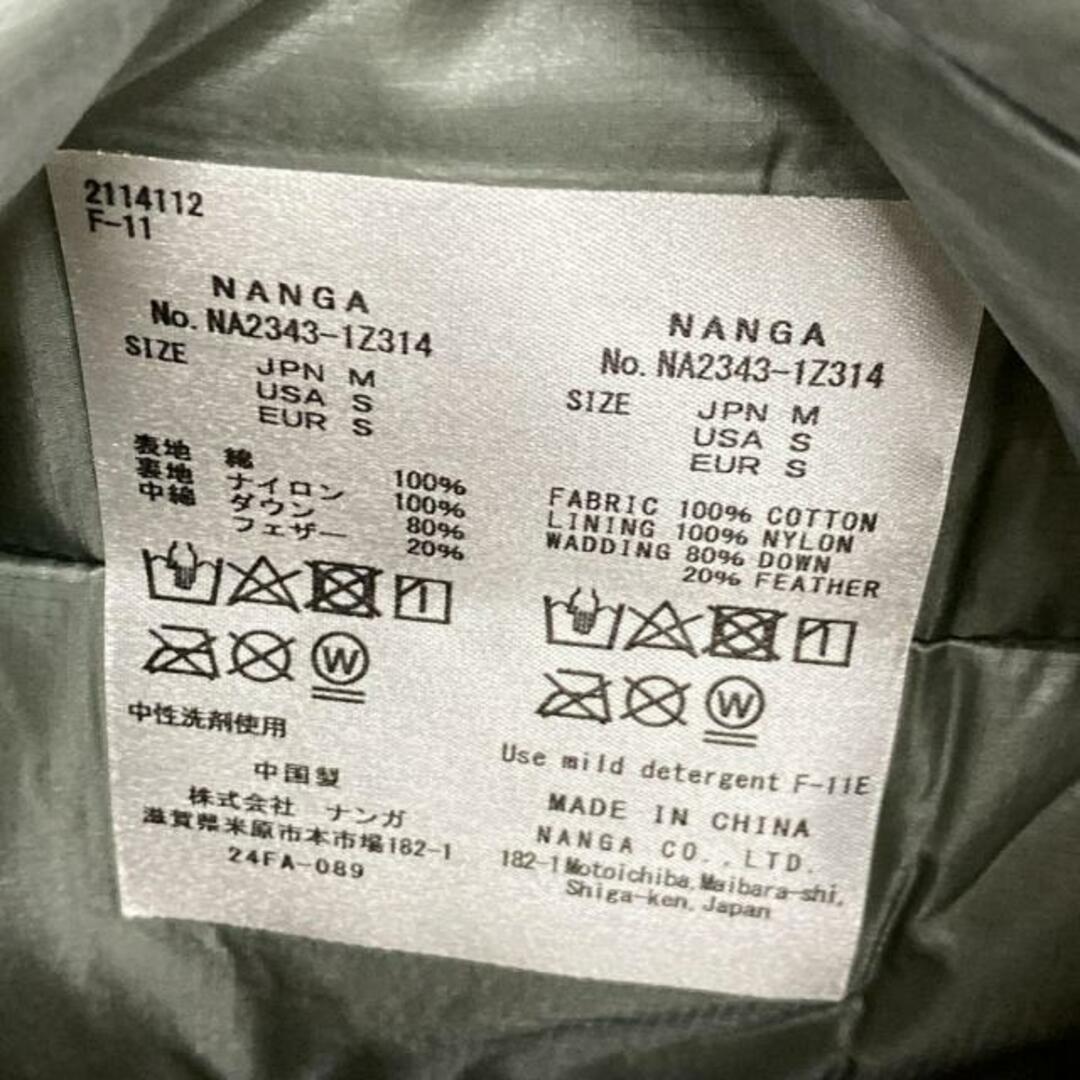 2114112
F-11
NANGA
No. NA2343-1Z314
SIZE
JPN M
USA S
EUR S
表地 綿 100%
裏地 ナイロン 100%
中綿 ダウン 80%
フェザー 20%
W
中性洗剤使用
中国製
株式会社 ナンガ
滋賀県米原市本市場182-1
24FA-089
NANGA
No. NA2343-1Z314
SIZE
JPN M
USA S
EUR S
FABRIC 100% COTTON
LINING 100% NYLON
WADDING 80% DOWN
20% FEATHER
W
Use mild detergent F-11E
MADE IN CHINA
NANGA CO.,LTD.
182-1 Motoichiba, Maibara-shi,
Shiga-ken, Japan